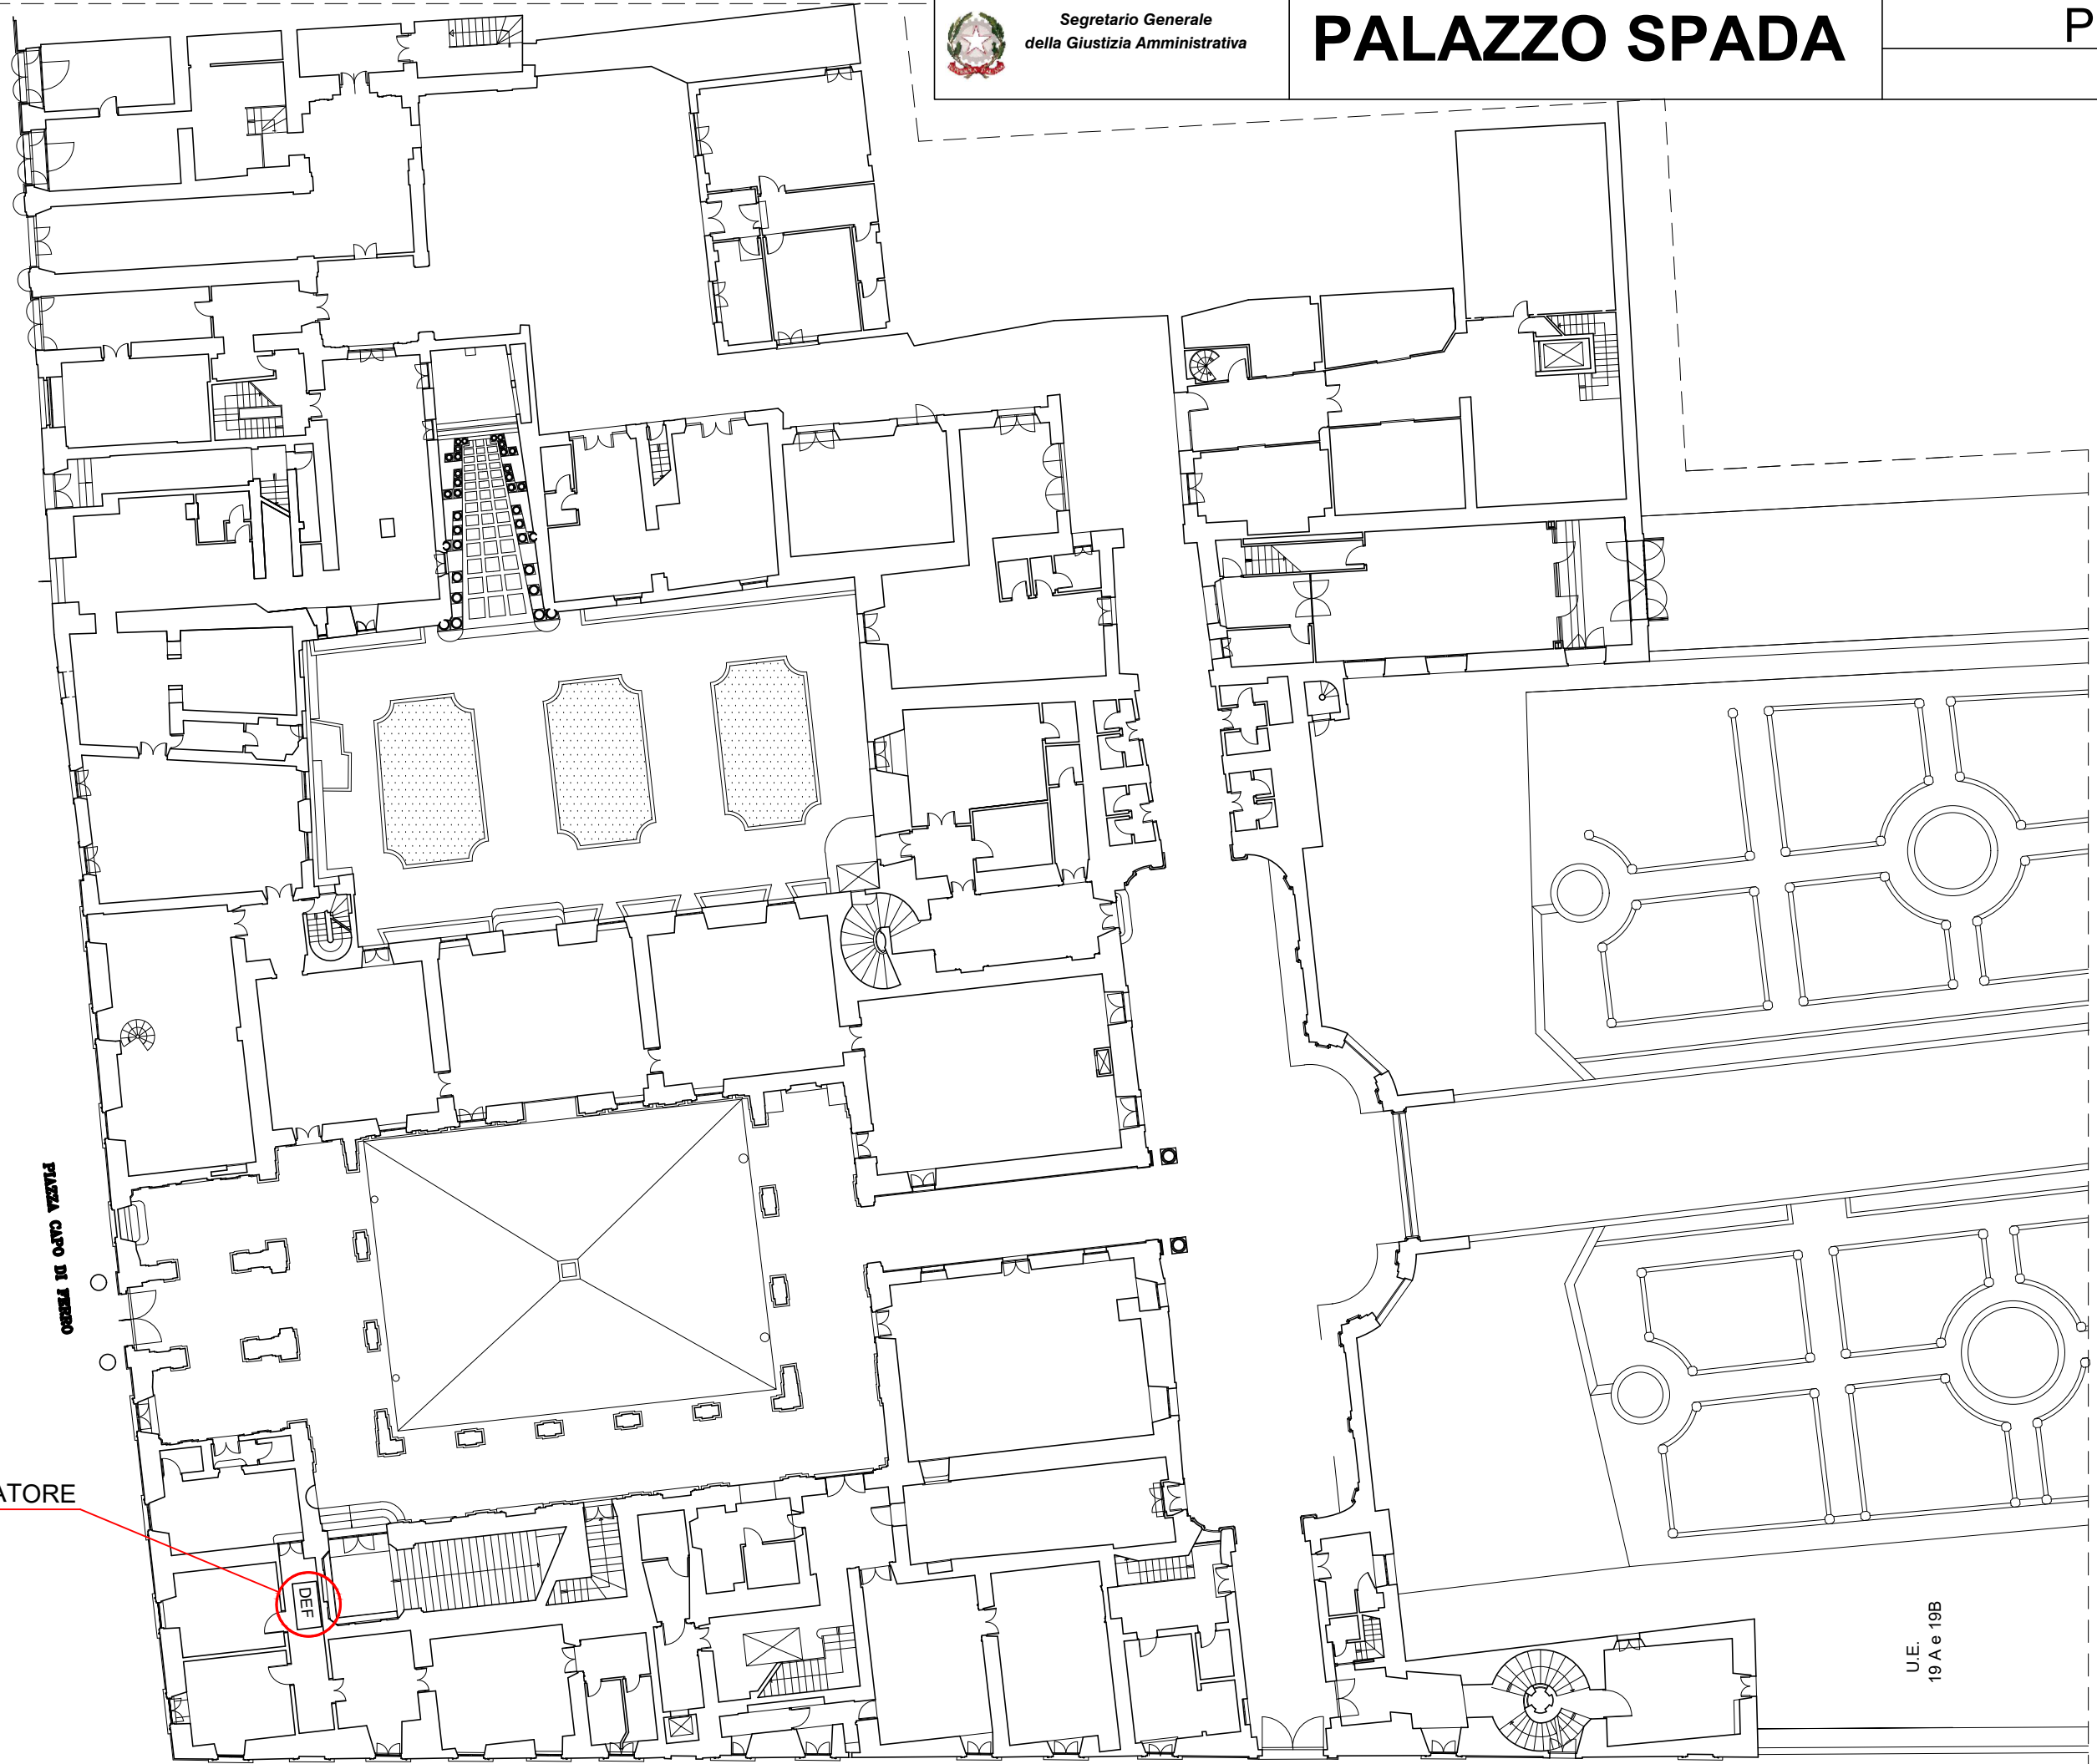 Segretario Generale
della Giustizia Amministrativa
PALAZZO SPADA
P
PIAZZA CAPO DI FERRO
ATORE
DEF
U.E.
19 A e 19B